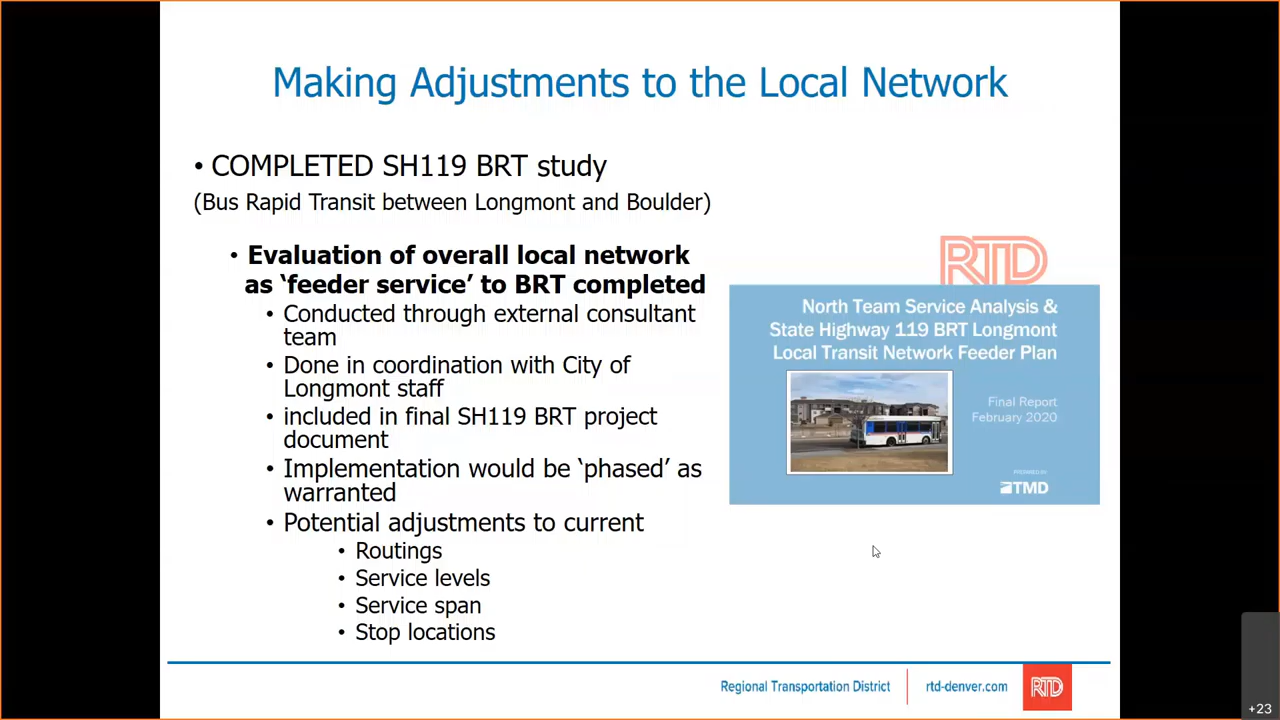 Making Adjustments to the Local Network
• COMPLETED SH119 BRT study
(Bus Rapid Transit between Longmont and Boulder)
• Evaluation of overall local network
as ‘feeder service’ to BRT completed
• Conducted through external consultant
team
• Done in coordination with City of
Longmont staff
• included in final SH119 BRT project
document
• Implementation would be ‘phased’ as
warranted
• Potential adjustments to current
• Routings
• Service levels
• Service span
• Stop locations
RTD
North Team Service Analysis &
State Highway 119 BRT Longmont
Local Transit Network Feeder Plan
Final Report
February 2020
PREPARED BY
TMD
Regional Transportation District
rtd-denver.com
RTD
+23